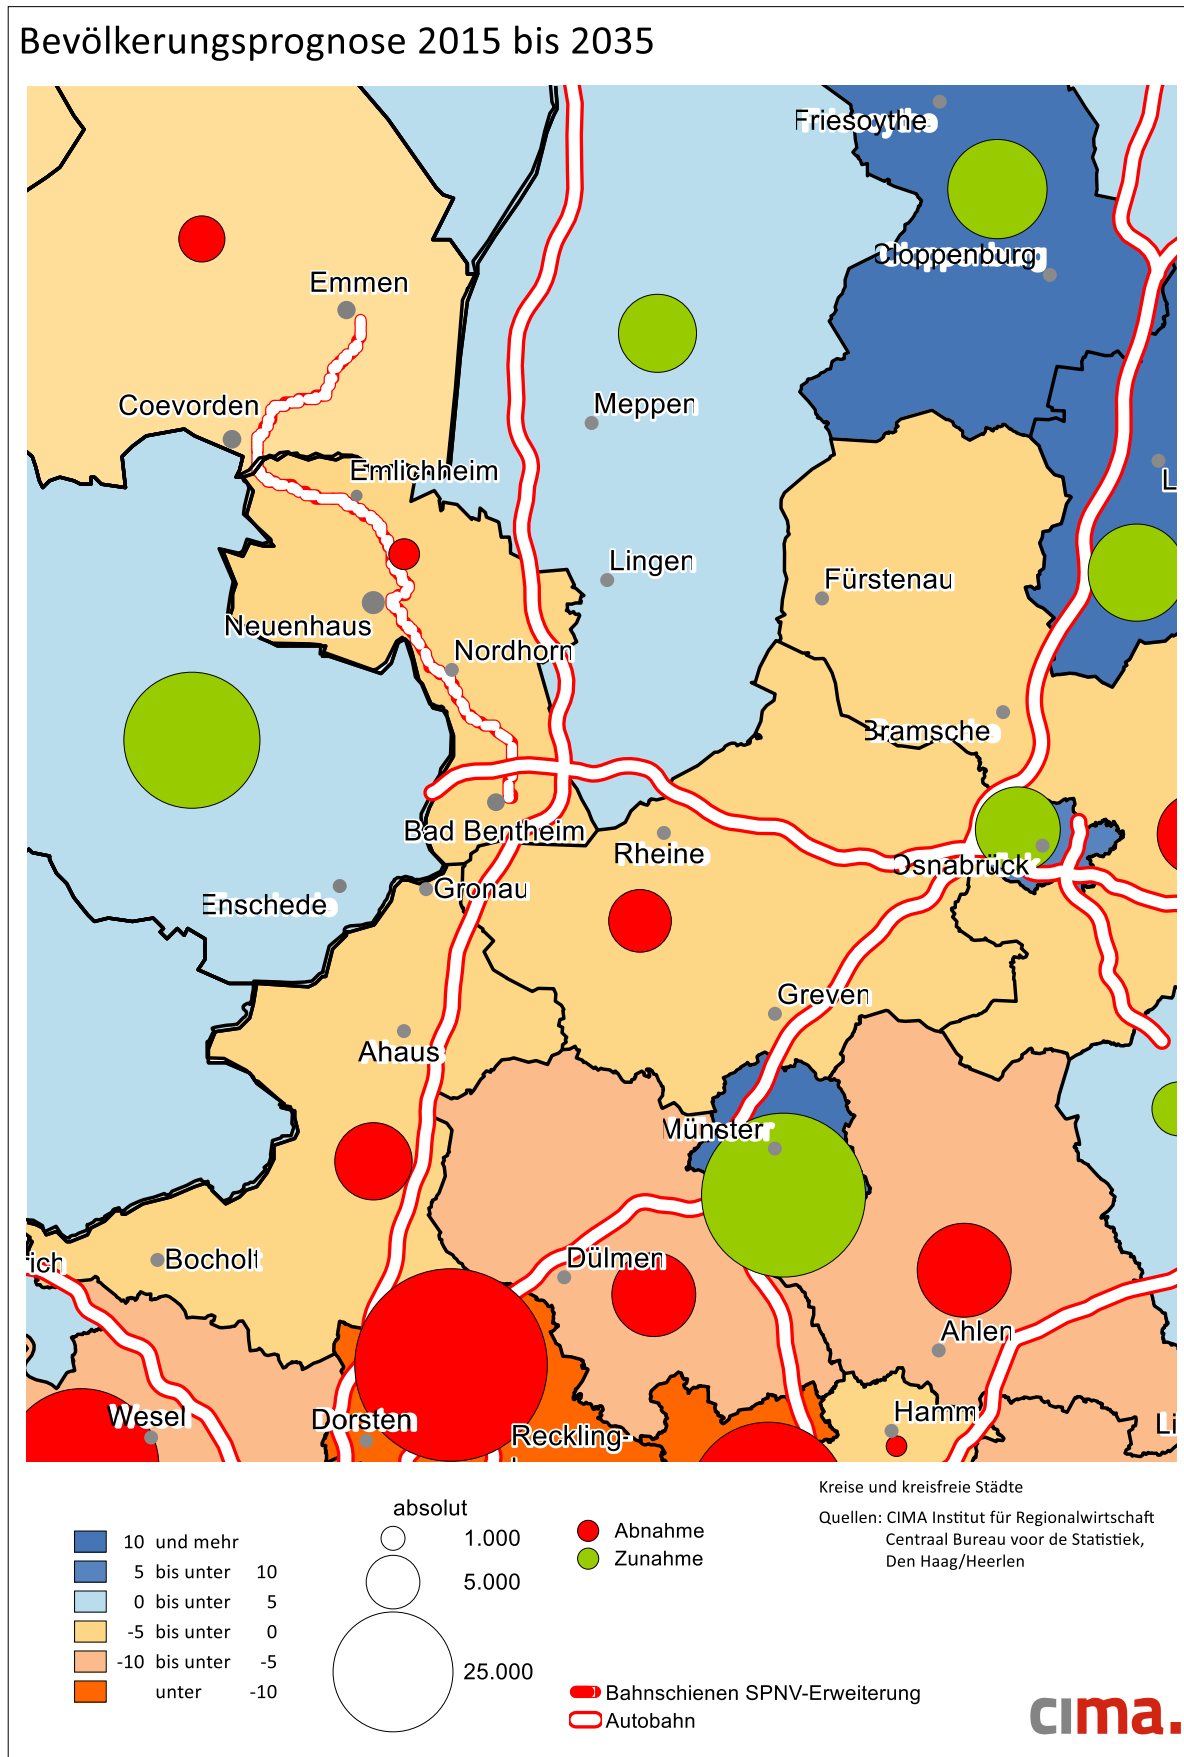 Bevölkerungsprognose 2015 bis 2035
Friesoythe
Cloppenburg
Emmen
Coevorden
Meppen
Emlichheim
L
Lingen
Fürstenau
Neuenhaus
Nordhorn
Bramsche
Bad Bentheim
Rheine
Osnabrück
Gronau
Enschede
Greven
Ahaus
Münster
rich
Bocholt
Dülmen
Ahlen
Wesel
Dorsten
Hamm
Li
Reckling-
Kreise und kreisfreie Städte
Quellen: CIMA Institut für Regionalwirtschaft
Centraal Bureau voor de Statistiek,
Den Haag/Heerlen
10 und mehr
5 bis unter 10
0 bis unter 5
-5 bis unter 0
-10 bis unter -5
unter -10
absolut
1.000
5.000
25.000
Abnahme
Zunahme
Bahnschienen SPNV-Erweiterung
Autobahn
cima.